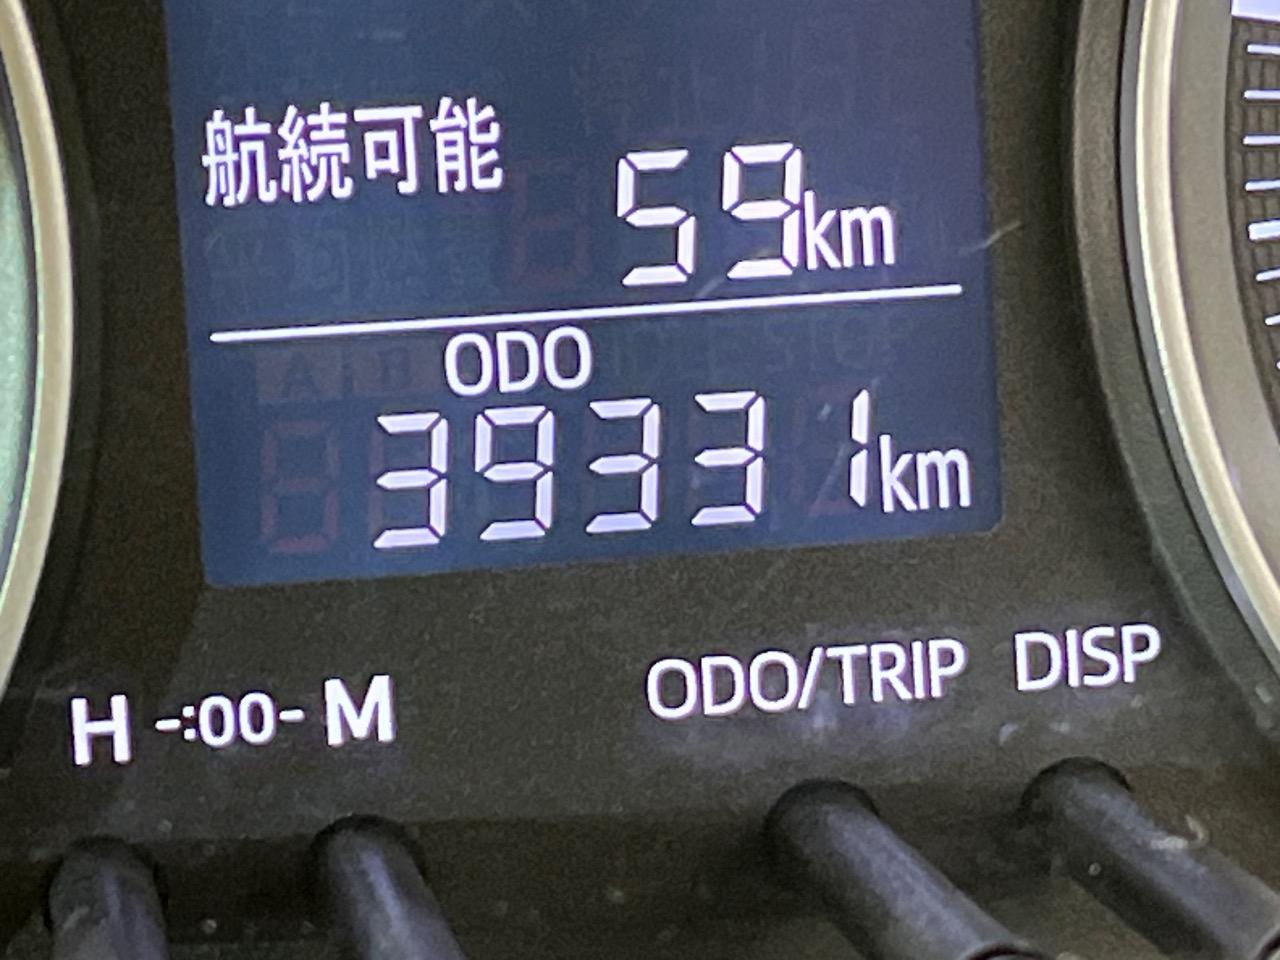 航続可能 59km
ODO
39331km
H -:00- M
ODO/TRIP DISP